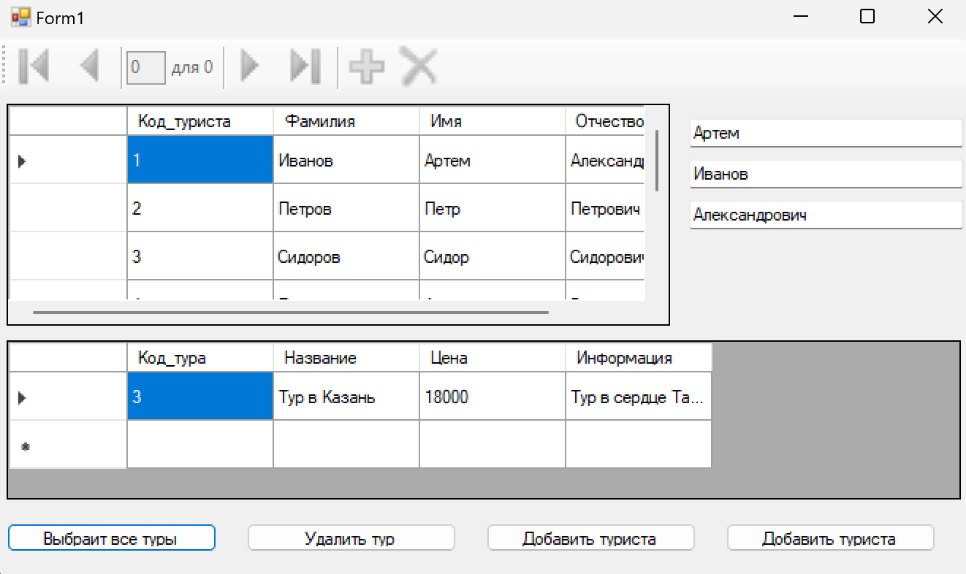 Form1
0 для 0
Код_туриста Фамилия Имя Отчество
1 Иванов Артем Александ
2 Петров Петр Петрович
3 Сидоров Сидор Сидорови
Артем
Иванов
Александрович
Код_тура Название Цена Информация
3 Тур в Казань 18000 Тур в сердце Та...
Выбраит все туры Удалить тур Добавить туриста Добавить туриста